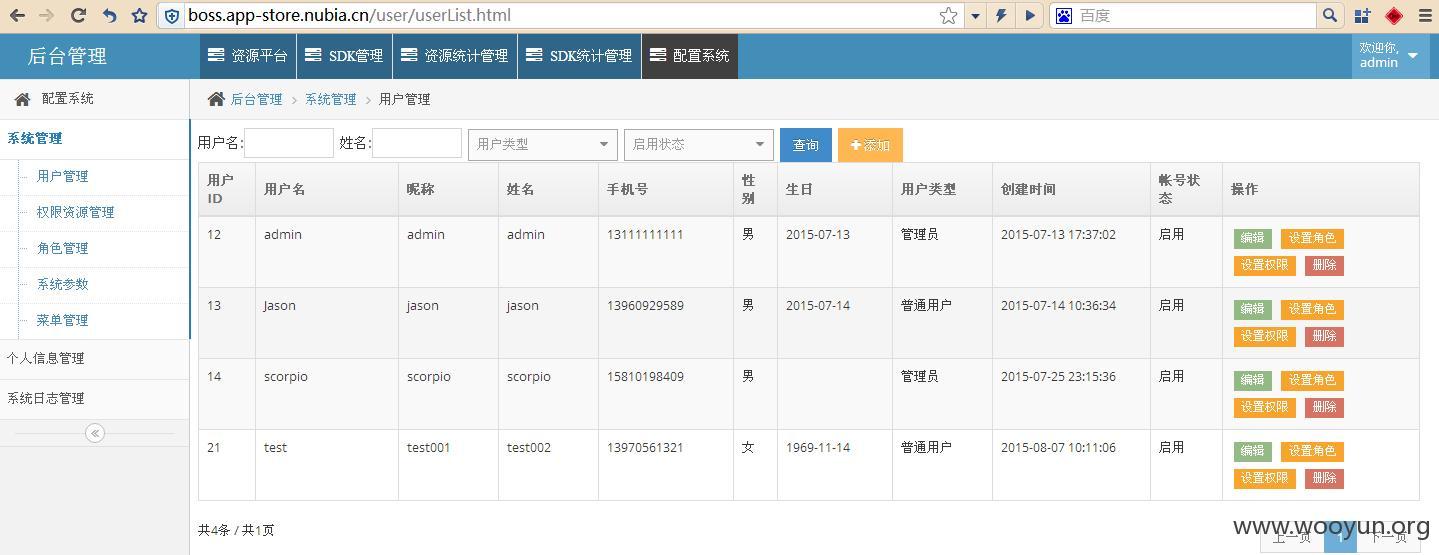 boss.app-store.nubia.cn/user/userList.html 百度
后台管理 资源平台 SDK管理 资源统计管理 SDK统计管理 配置系统 欢迎你, admin
配置系统
系统管理
用户管理
权限资源管理
角色管理
系统参数
菜单管理
个人信息管理
系统日志管理
后台管理 > 系统管理 > 用户管理
用户名: 姓名: 用户类型 启用状态 查询 +添加
用户ID 用户名 昵称 姓名 手机号 性别 生日 用户类型 创建时间 帐号状态 操作
12 admin admin admin 13111111111 男 2015-07-13 管理员 2015-07-13 17:37:02 启用 编辑 设置角色
设置权限 删除
13 Jason jason jason 13960929589 男 2015-07-14 普通用户 2015-07-14 10:36:34 启用 编辑 设置角色
设置权限 删除
14 scorpio scorpio scorpio 15810198409 男 管理员 2015-07-25 23:15:36 启用 编辑 设置角色
设置权限 删除
21 test test001 test002 13970561321 女 1969-11-14 普通用户 2015-08-07 10:11:06 启用 编辑 设置角色
设置权限 删除
共4条 / 共1页
上一页 1 下一页
www.wooyun.org